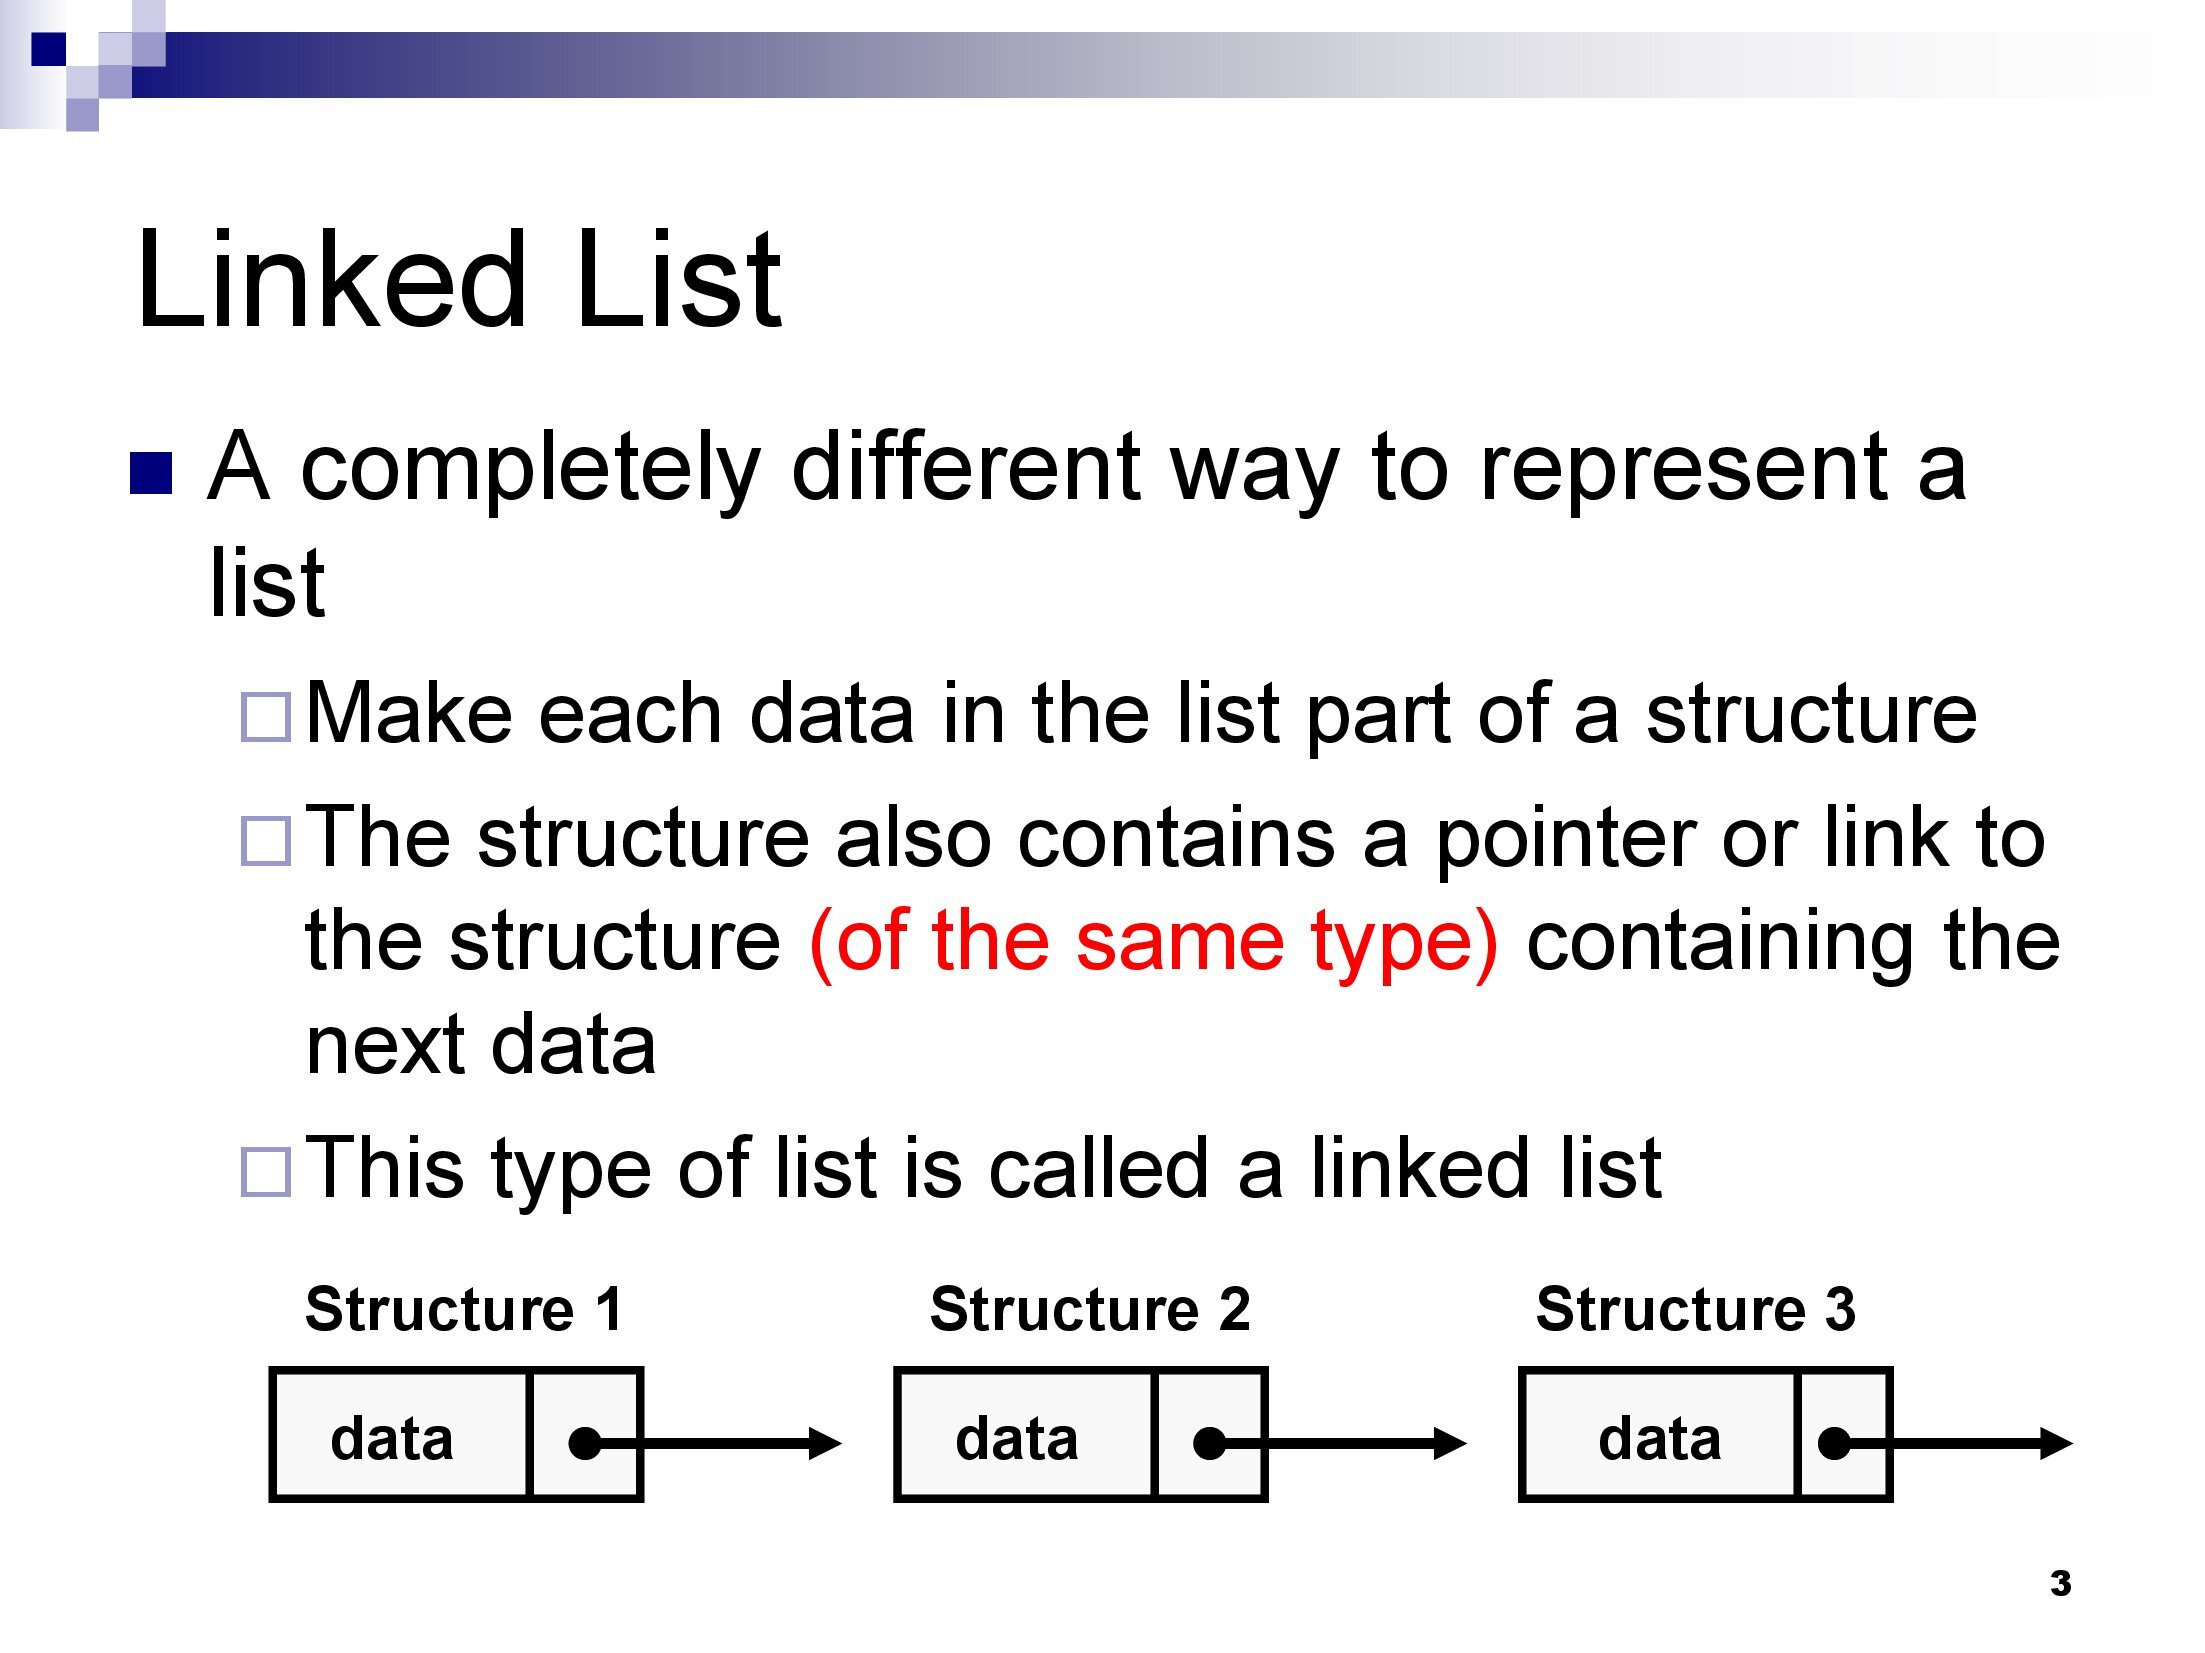 Linked List
A completely different way to represent a
list
Make each data in the list part of a structure
The structure also contains a pointer or link to
the structure (of the same type) containing the
next data
This type of list is called a linked list
Structure 1 Structure 2 Structure 3
data data data
3